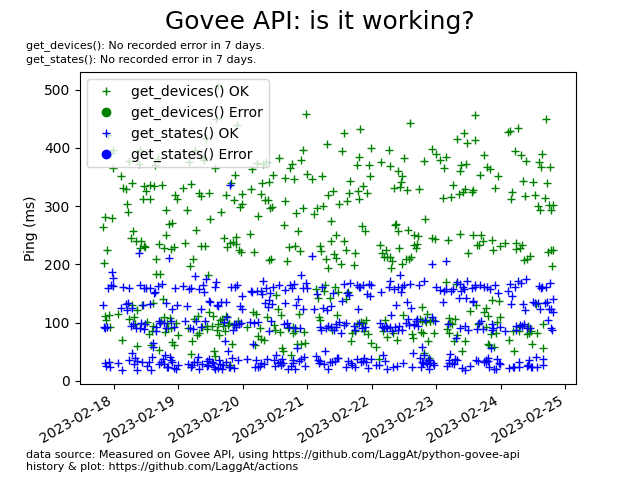 Govee API: is it working?
get_devices(): No recorded error in 7 days.
get_states(): No recorded error in 7 days.
get_devices() OK
get_devices() Error
get_states() OK
get_states() Error
500
400
300
200
100
0
Ping (ms)
2023-02-18
2023-02-19
2023-02-20
2023-02-21
2023-02-22
2023-02-23
2023-02-24
2023-02-25
data source: Measured on Govee API, using https://github.com/LaggAt/python-govee-api
history & plot: https://github.com/LaggAt/actions